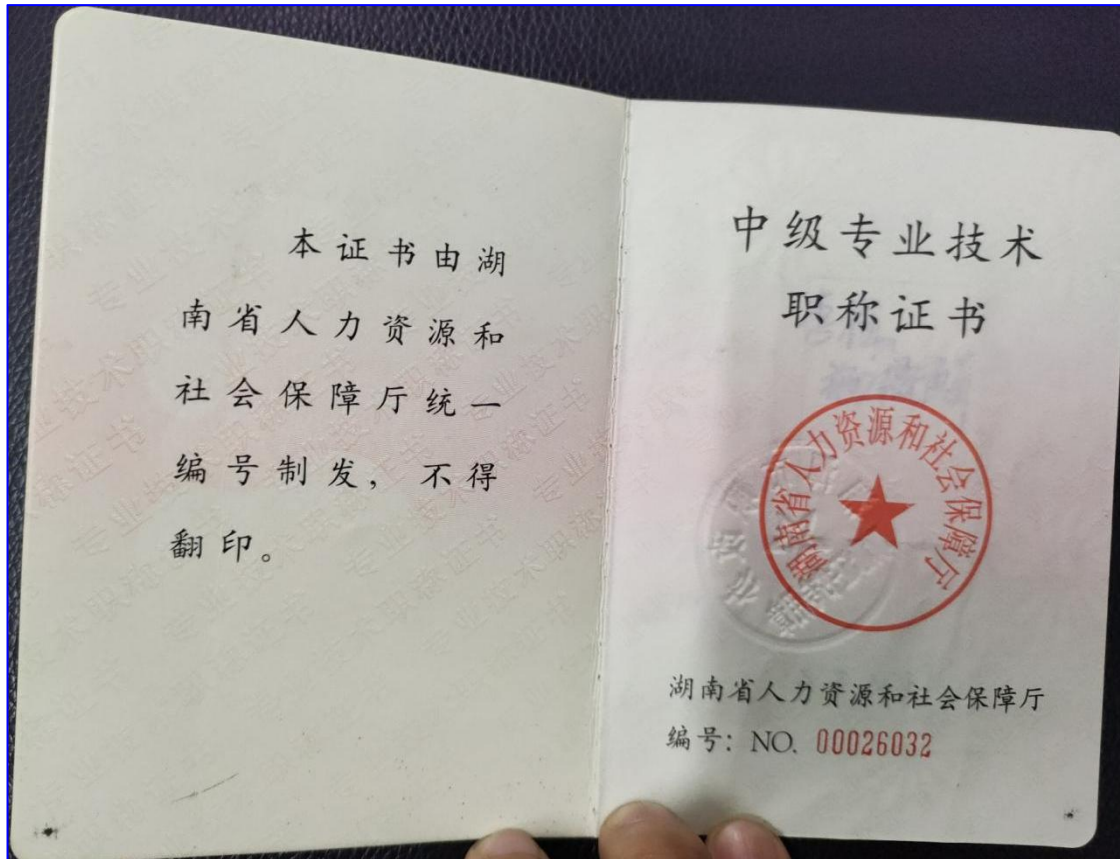 本证书由湖
南省人力资源和
社会保障厅统一
编号制发，不得
翻印。
中级专业技术
职称证书
湖南省人力资源和社会保障厅
湖南省人力资源和社会保障厅
编号：NO. 00026032